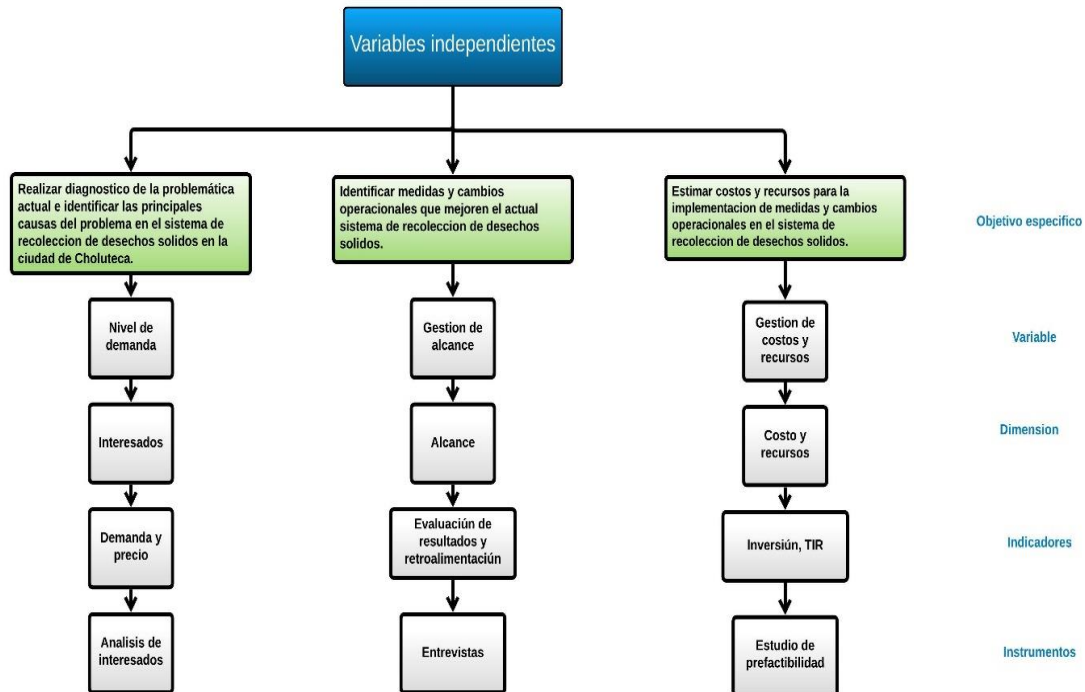 Variables independientes
Realizar diagnostico de la problemática
actual e identificar las principales
causas del problema en el sistema de
recoleccion de desechos solidos en la
ciudad de Choluteca.
Identificar medidas y cambios
operacionales que mejoren el actual
sistema de recoleccion de desechos
solidos.
Estimar costos y recursos para la
implementacion de medidas y cambios
operacionales en el sistema de
recoleccion de desechos solidos.
Objetivo especifico
Nivel de
demanda
Gestion de
alcance
Gestion de
costos y
recursos
Variable
Interesados
Alcance
Costo y
recursos
Dimension
Demanda y
precio
Evaluación de
resultados y
retroalimentaciún
Inversiún, TIR
Indicadores
Analisis de
interesados
Entrevistas
Estudio de
prefactibilidad
Instrumentos